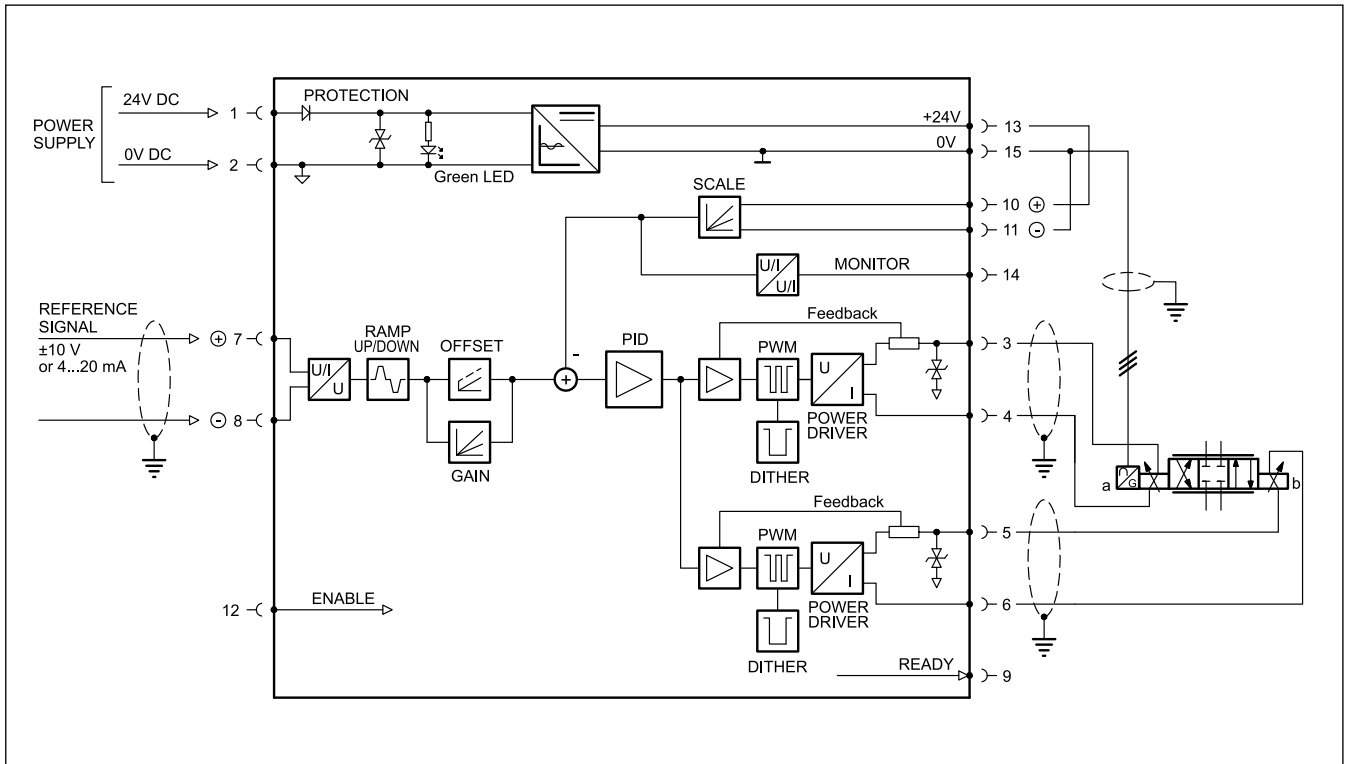 24V DC
1
PROTECTION
+24V
13
POWER
SUPPLY
0V
15
0V DC
2
Green LED
SCALE
10 +
11 -
U/I
U/I
MONITOR
14
REFERENCE
SIGNAL
±10 V
or 4...20 mA
+ 7
- 8
U/I
U
RAMP
UP/DOWN
OFFSET
GAIN
-
+
PID
Feedback
PWM
U
I
POWER
DRIVER
DITHER
3
4
a
G
b
Feedback
PWM
U
I
POWER
DRIVER
DITHER
5
6
12
ENABLE
READY
9